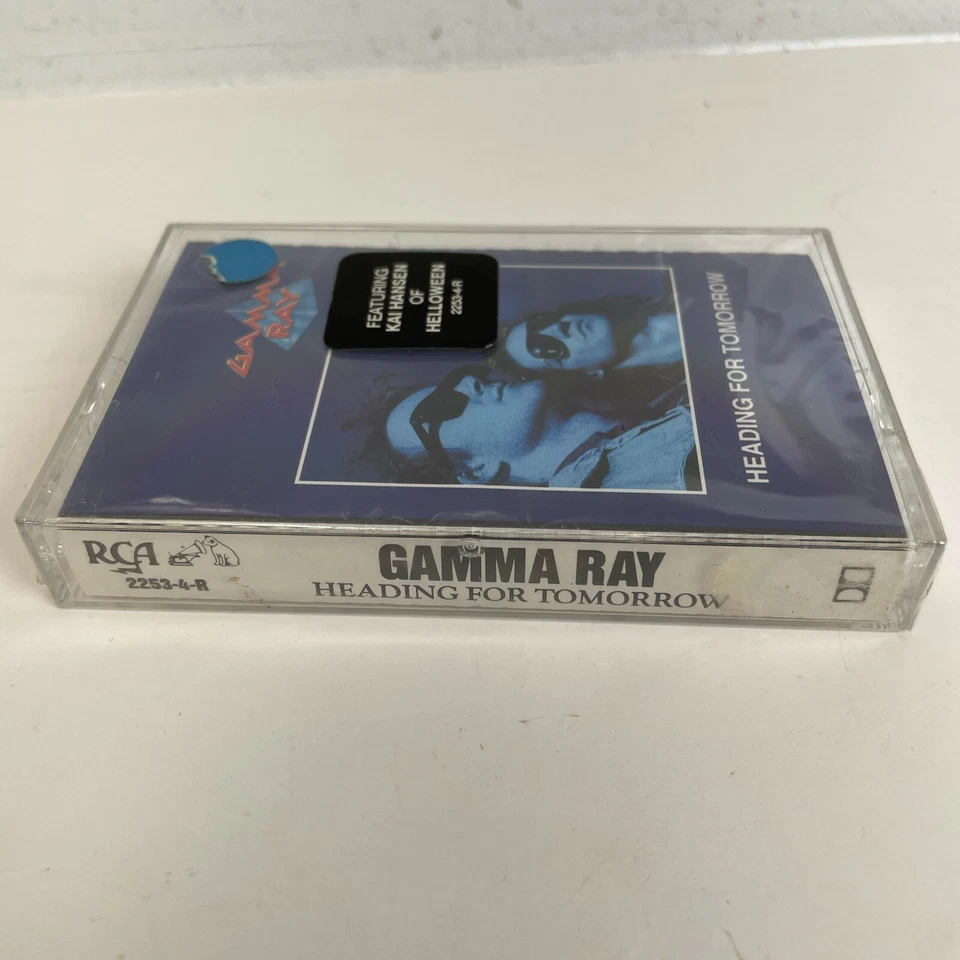 GAMMA
RAY
FEATURING
KAI HANSEN
OF
HELLOWEEN
2253-4-R
HEADING FOR TOMORROW
RCA
2253-4-R
GAMMA RAY
HEADING FOR TOMORROW